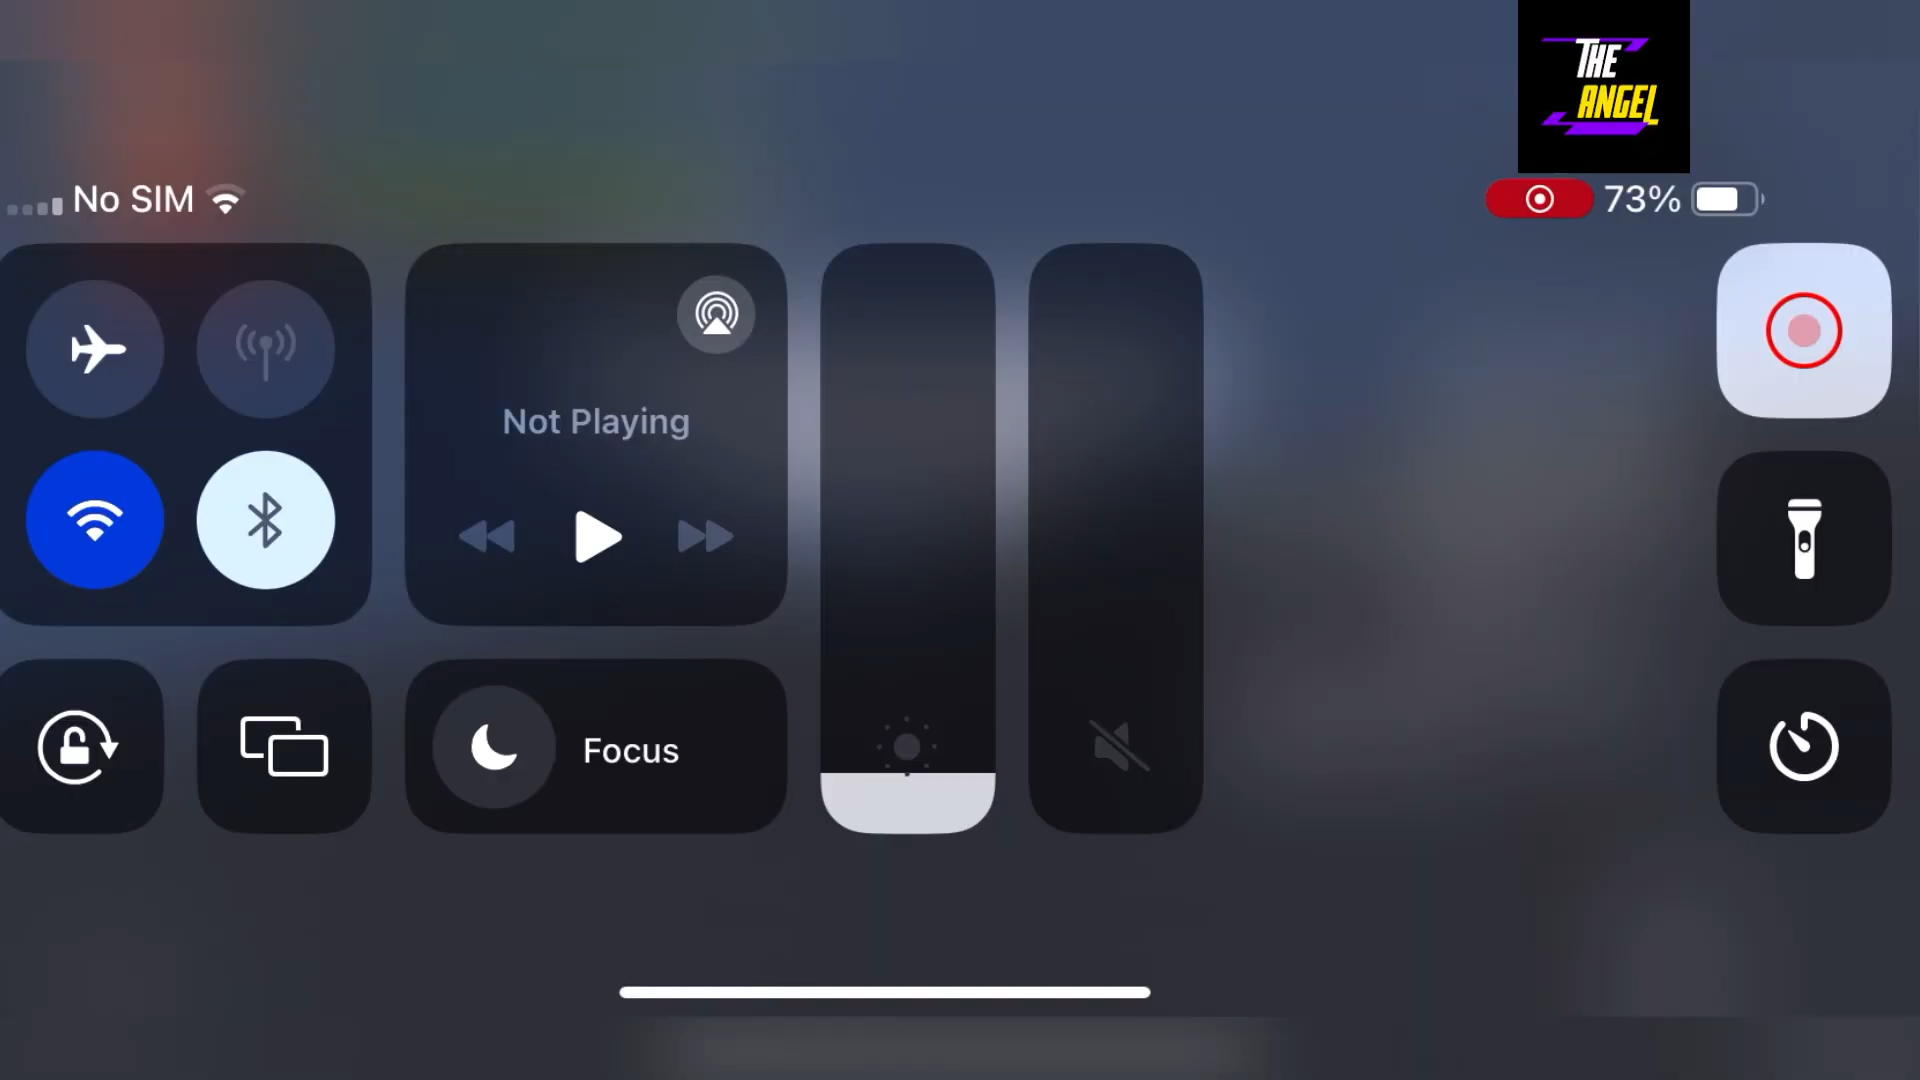 THE
ANGEL
No SIM
73%
Not Playing
Focus